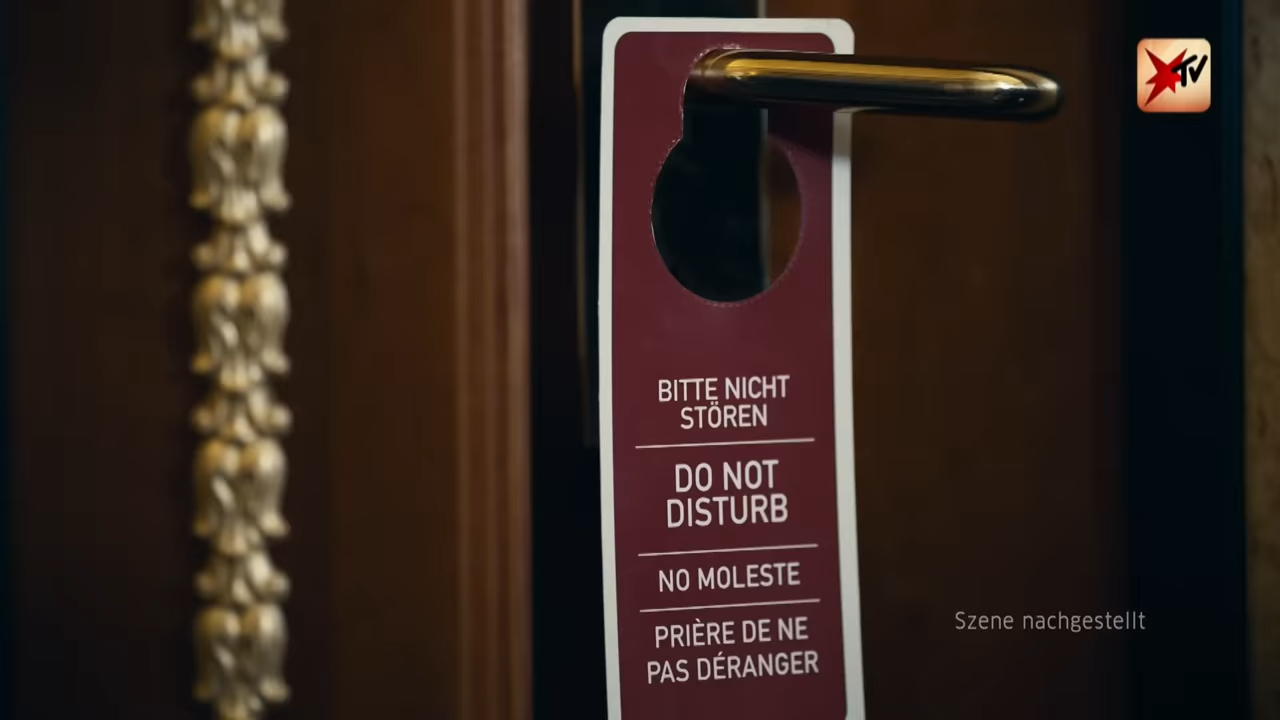 TV
BITTE NICHT
STÖREN
DO NOT
DISTURB
NO MOLESTE
PRIÈRE DE NE
PAS DÉRANGER
Szene nachgestellt